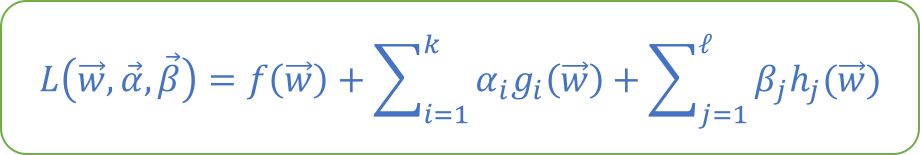 L(w⃗, α⃗, β⃗) = f(w⃗) + ∑_{i=1}^{k} α_i g_i(w⃗) + ∑_{j=1}^{ℓ} β_j h_j(w⃗)